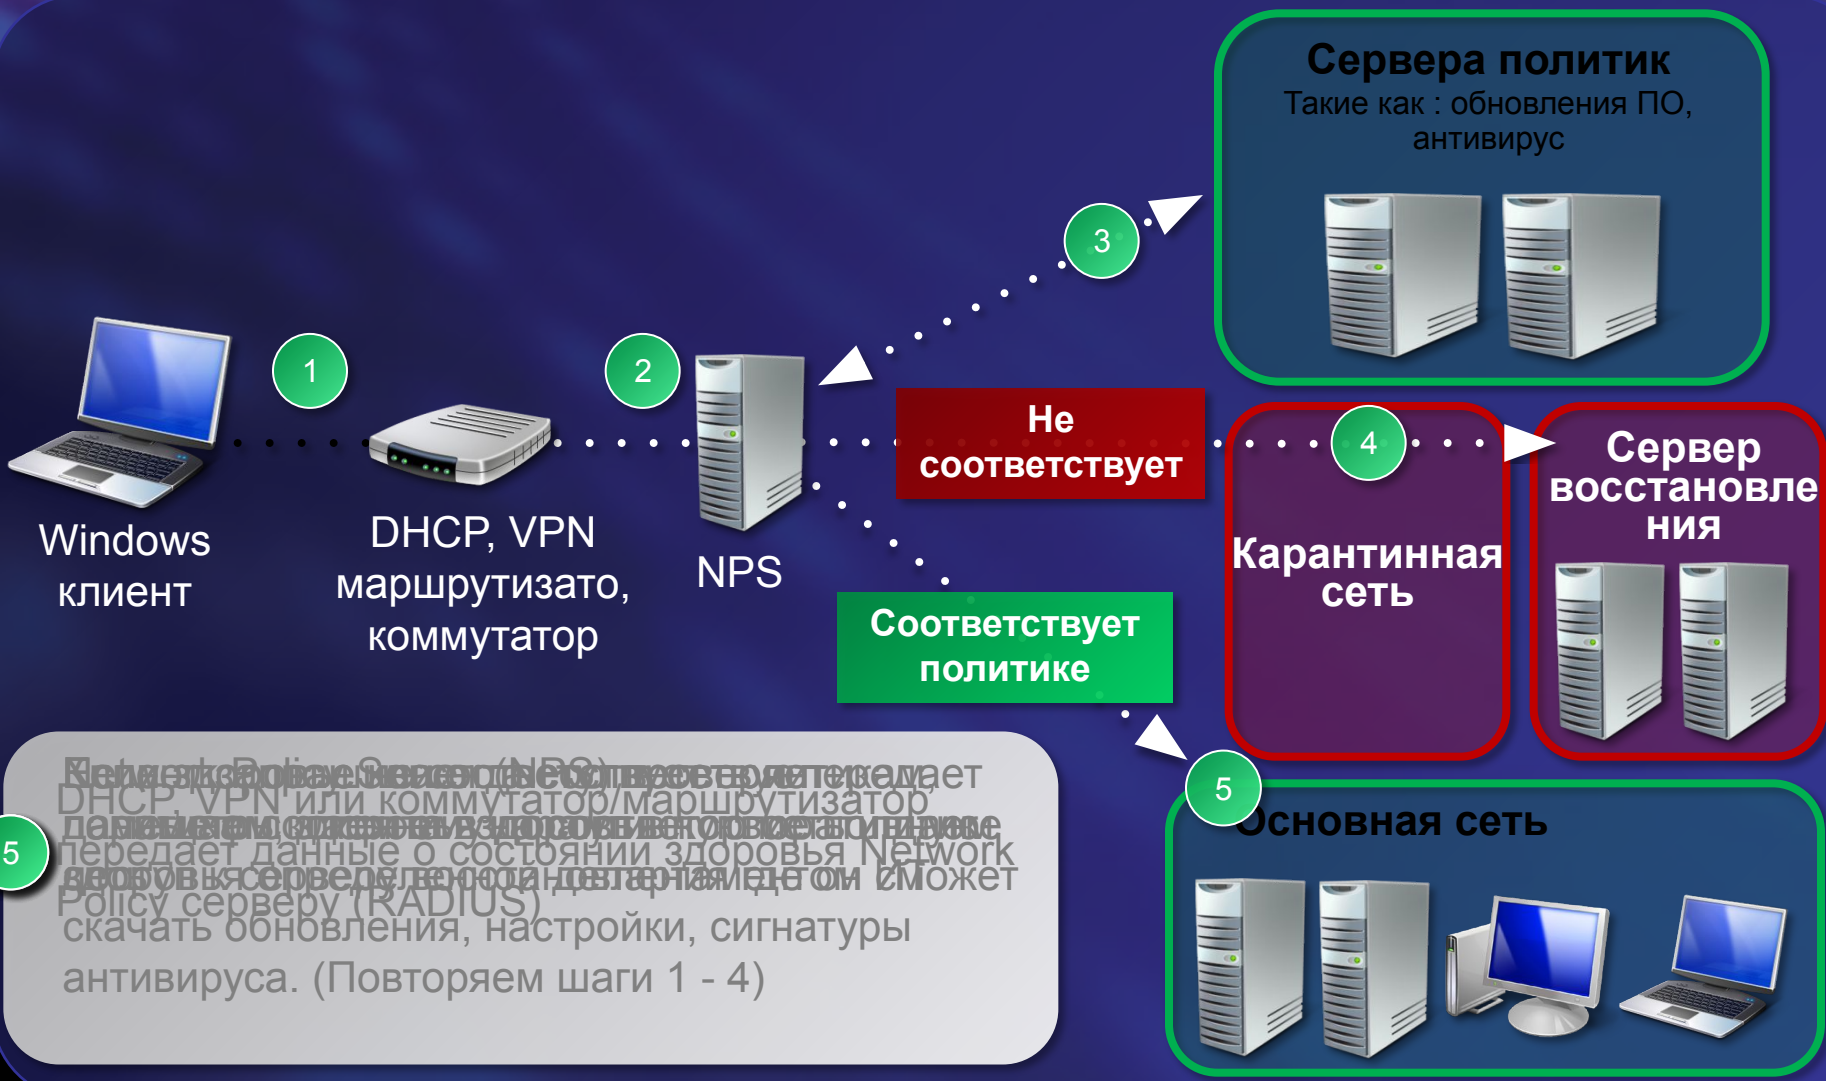 Сервера политик
Такие как : обновления ПО,
антивирус
3
1
2
Не
соответствует
4
Сервер
восстановле
ния
Карантинная
сеть
Windows
клиент
DHCP, VPN
маршрутизато,
коммутатор
NPS
Соответствует
политике
5
Основная сеть
5
DHCP, VPN или коммутатор/маршрутизатор
передает данные о состоянии здоровья Network
Policy серверу (RADIUS)
скачать обновления, настройки, сигнатуры
антивируса. (Повторяем шаги 1 - 4)